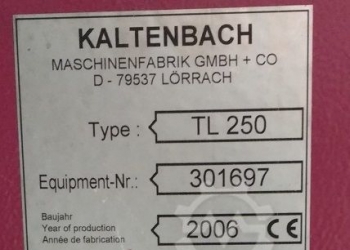 KALTENBACH
MASCHINENFABRIK GMBH + CO
D - 79537 LÖRRACH
Type : TL 250
Equipment-Nr.: 301697
Baujahr
Year of production
Année de fabrication
2006 CE